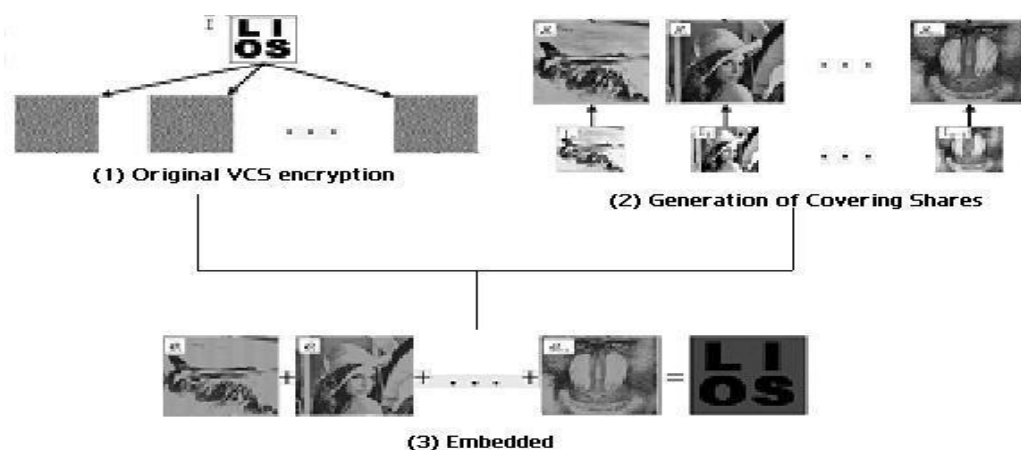 I
L I
OS
(1) Original VCS encryption
(2) Generation of Covering Shares
+ + + =
L I
OS
(3) Embedded